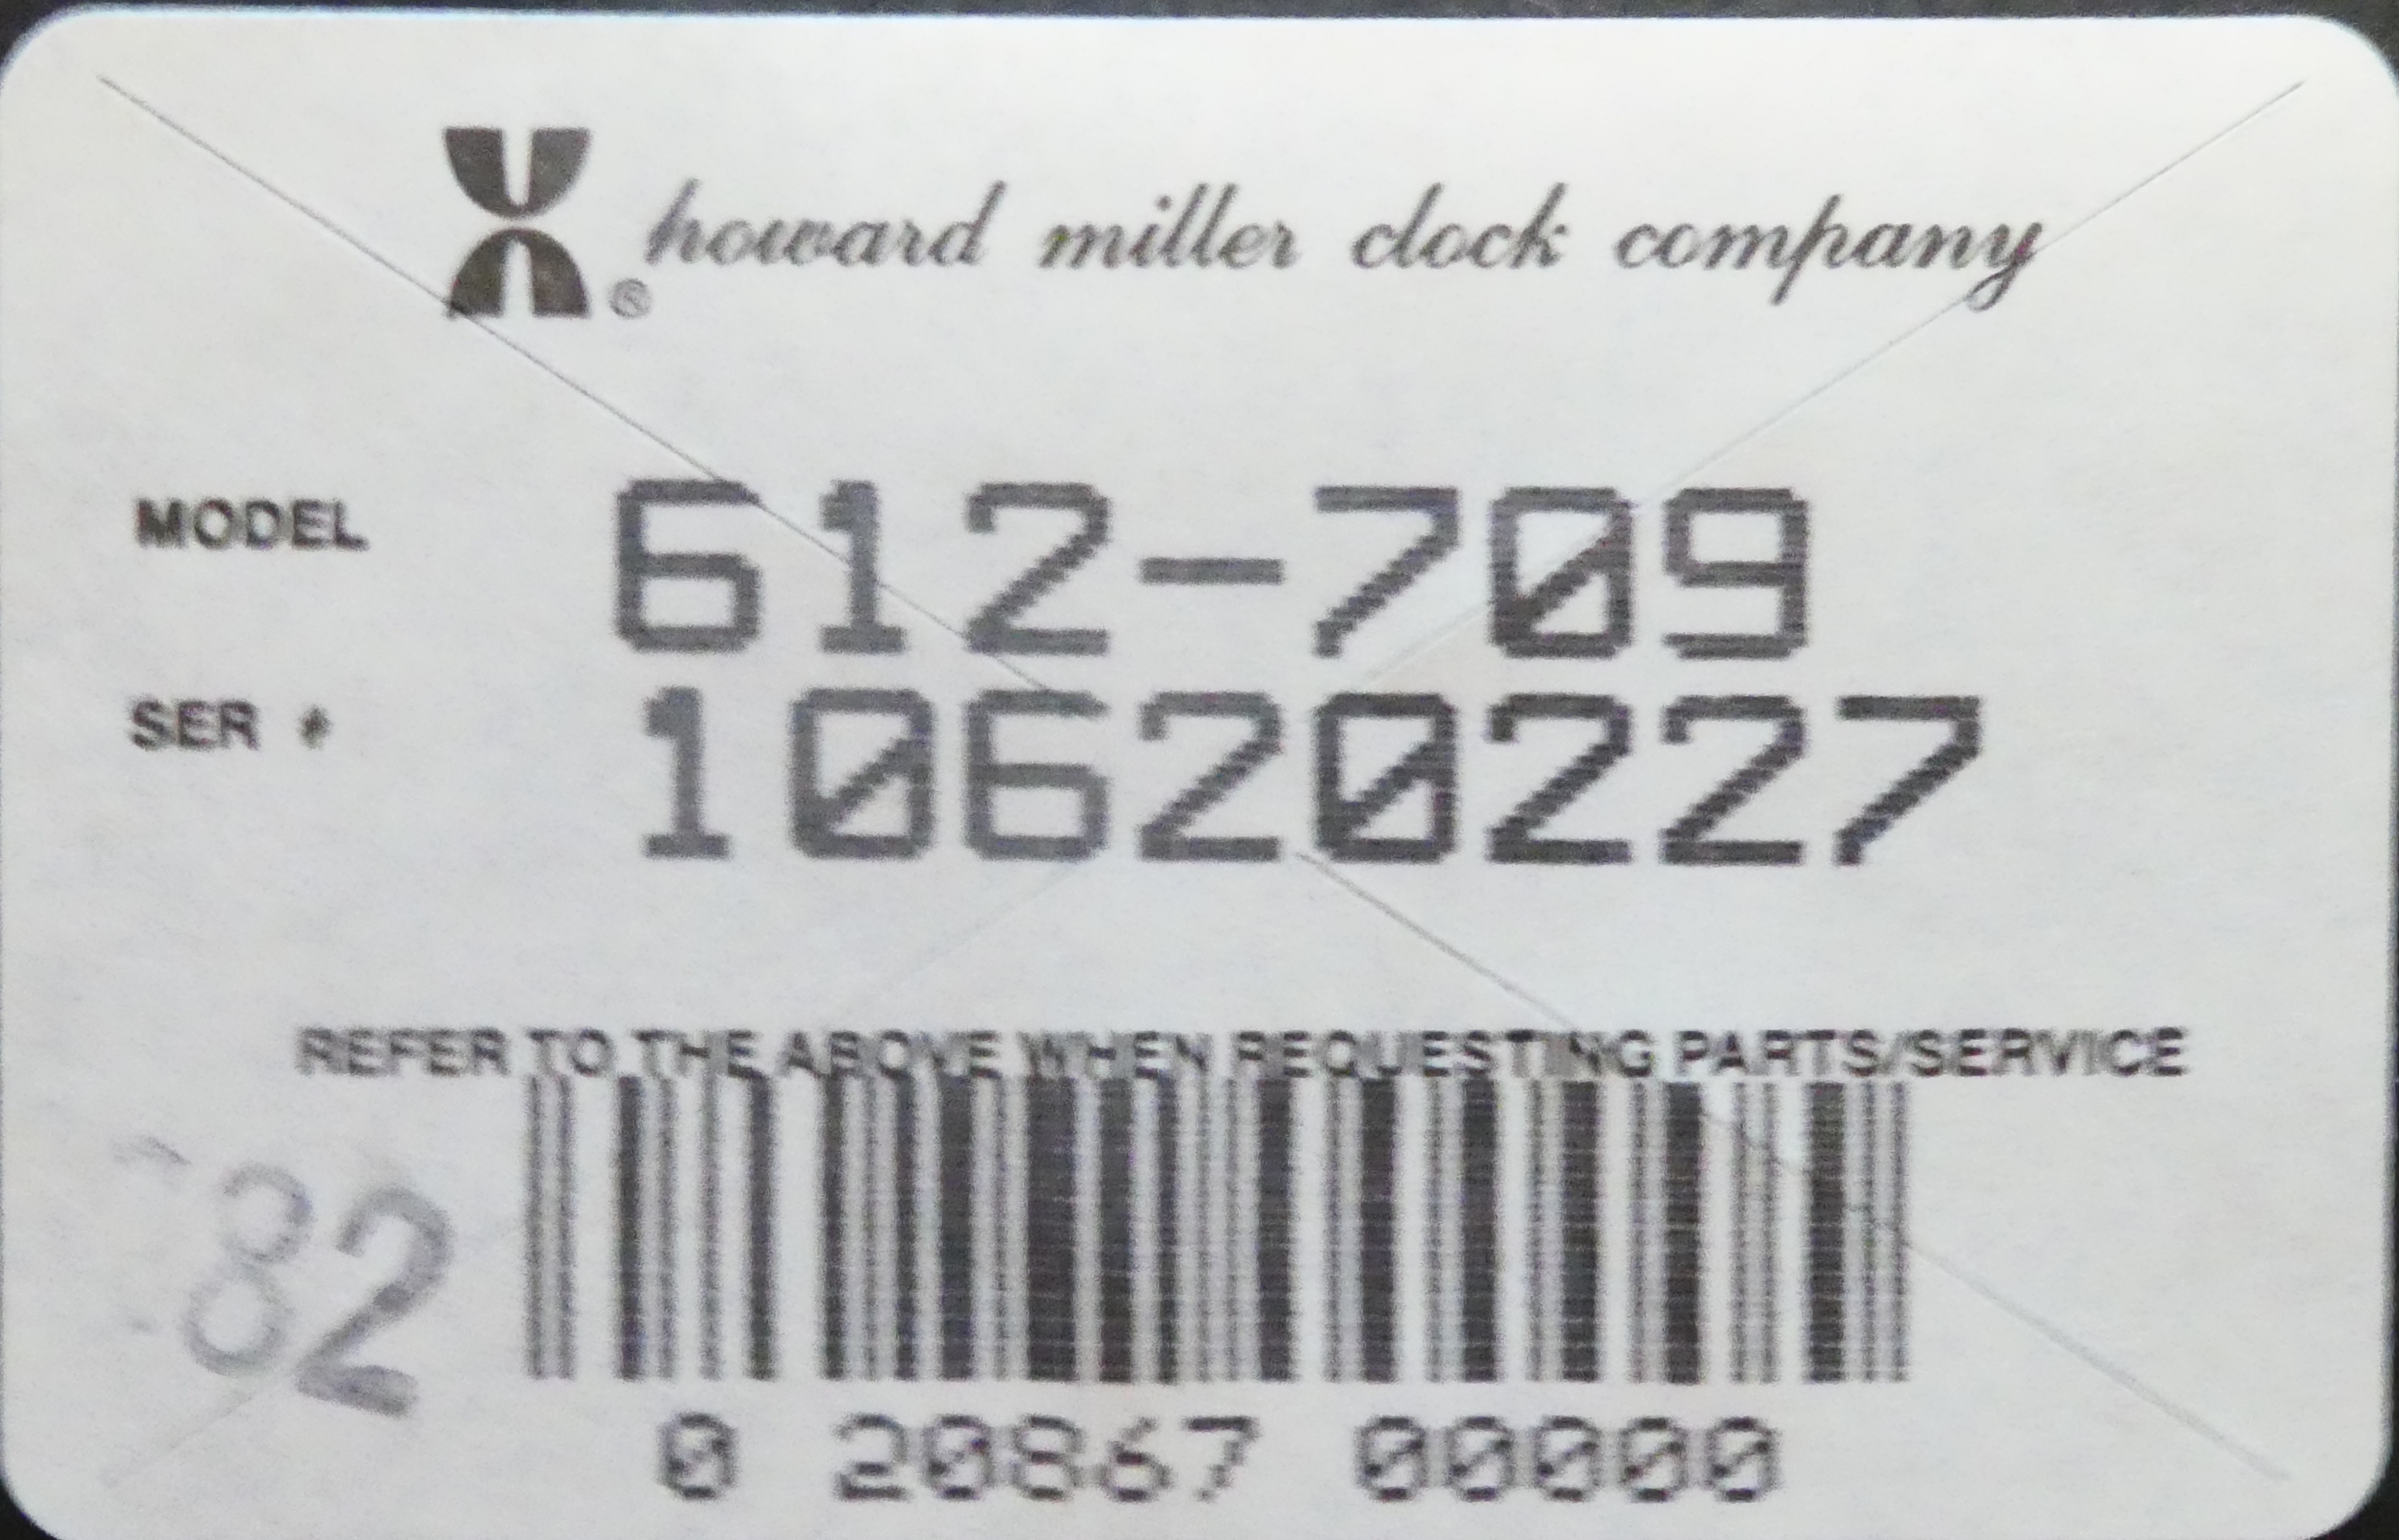 ® howard miller clock company
MODEL 612-709
SER # 10620227
REFER TO THE ABOVE WHEN REQUESTING PARTS/SERVICE
82
0 20867 00000